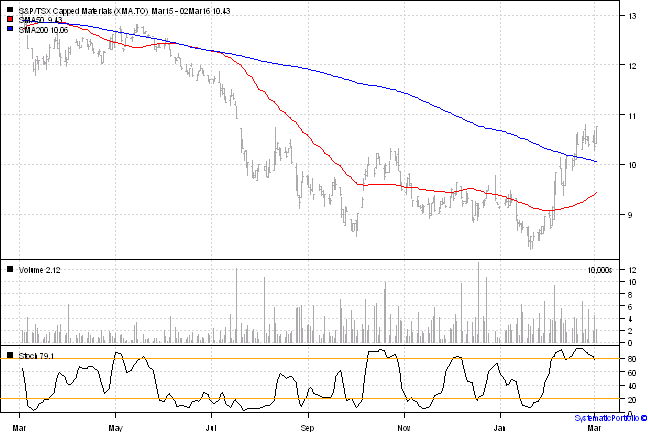 S&P/TSX Capped Materials (XMA.TO) Mar15 - 02Mar16 10.43
SMA50 9.43
SMA200 10.06
13
12
11
10
9
Volume 2.12
10,000s
12
10
8
6
4
2
0
Stoch 79.1
80
60
40
20
0
Mar May Jul Sep Nov Jan Mar
SystematicPortfolio ©